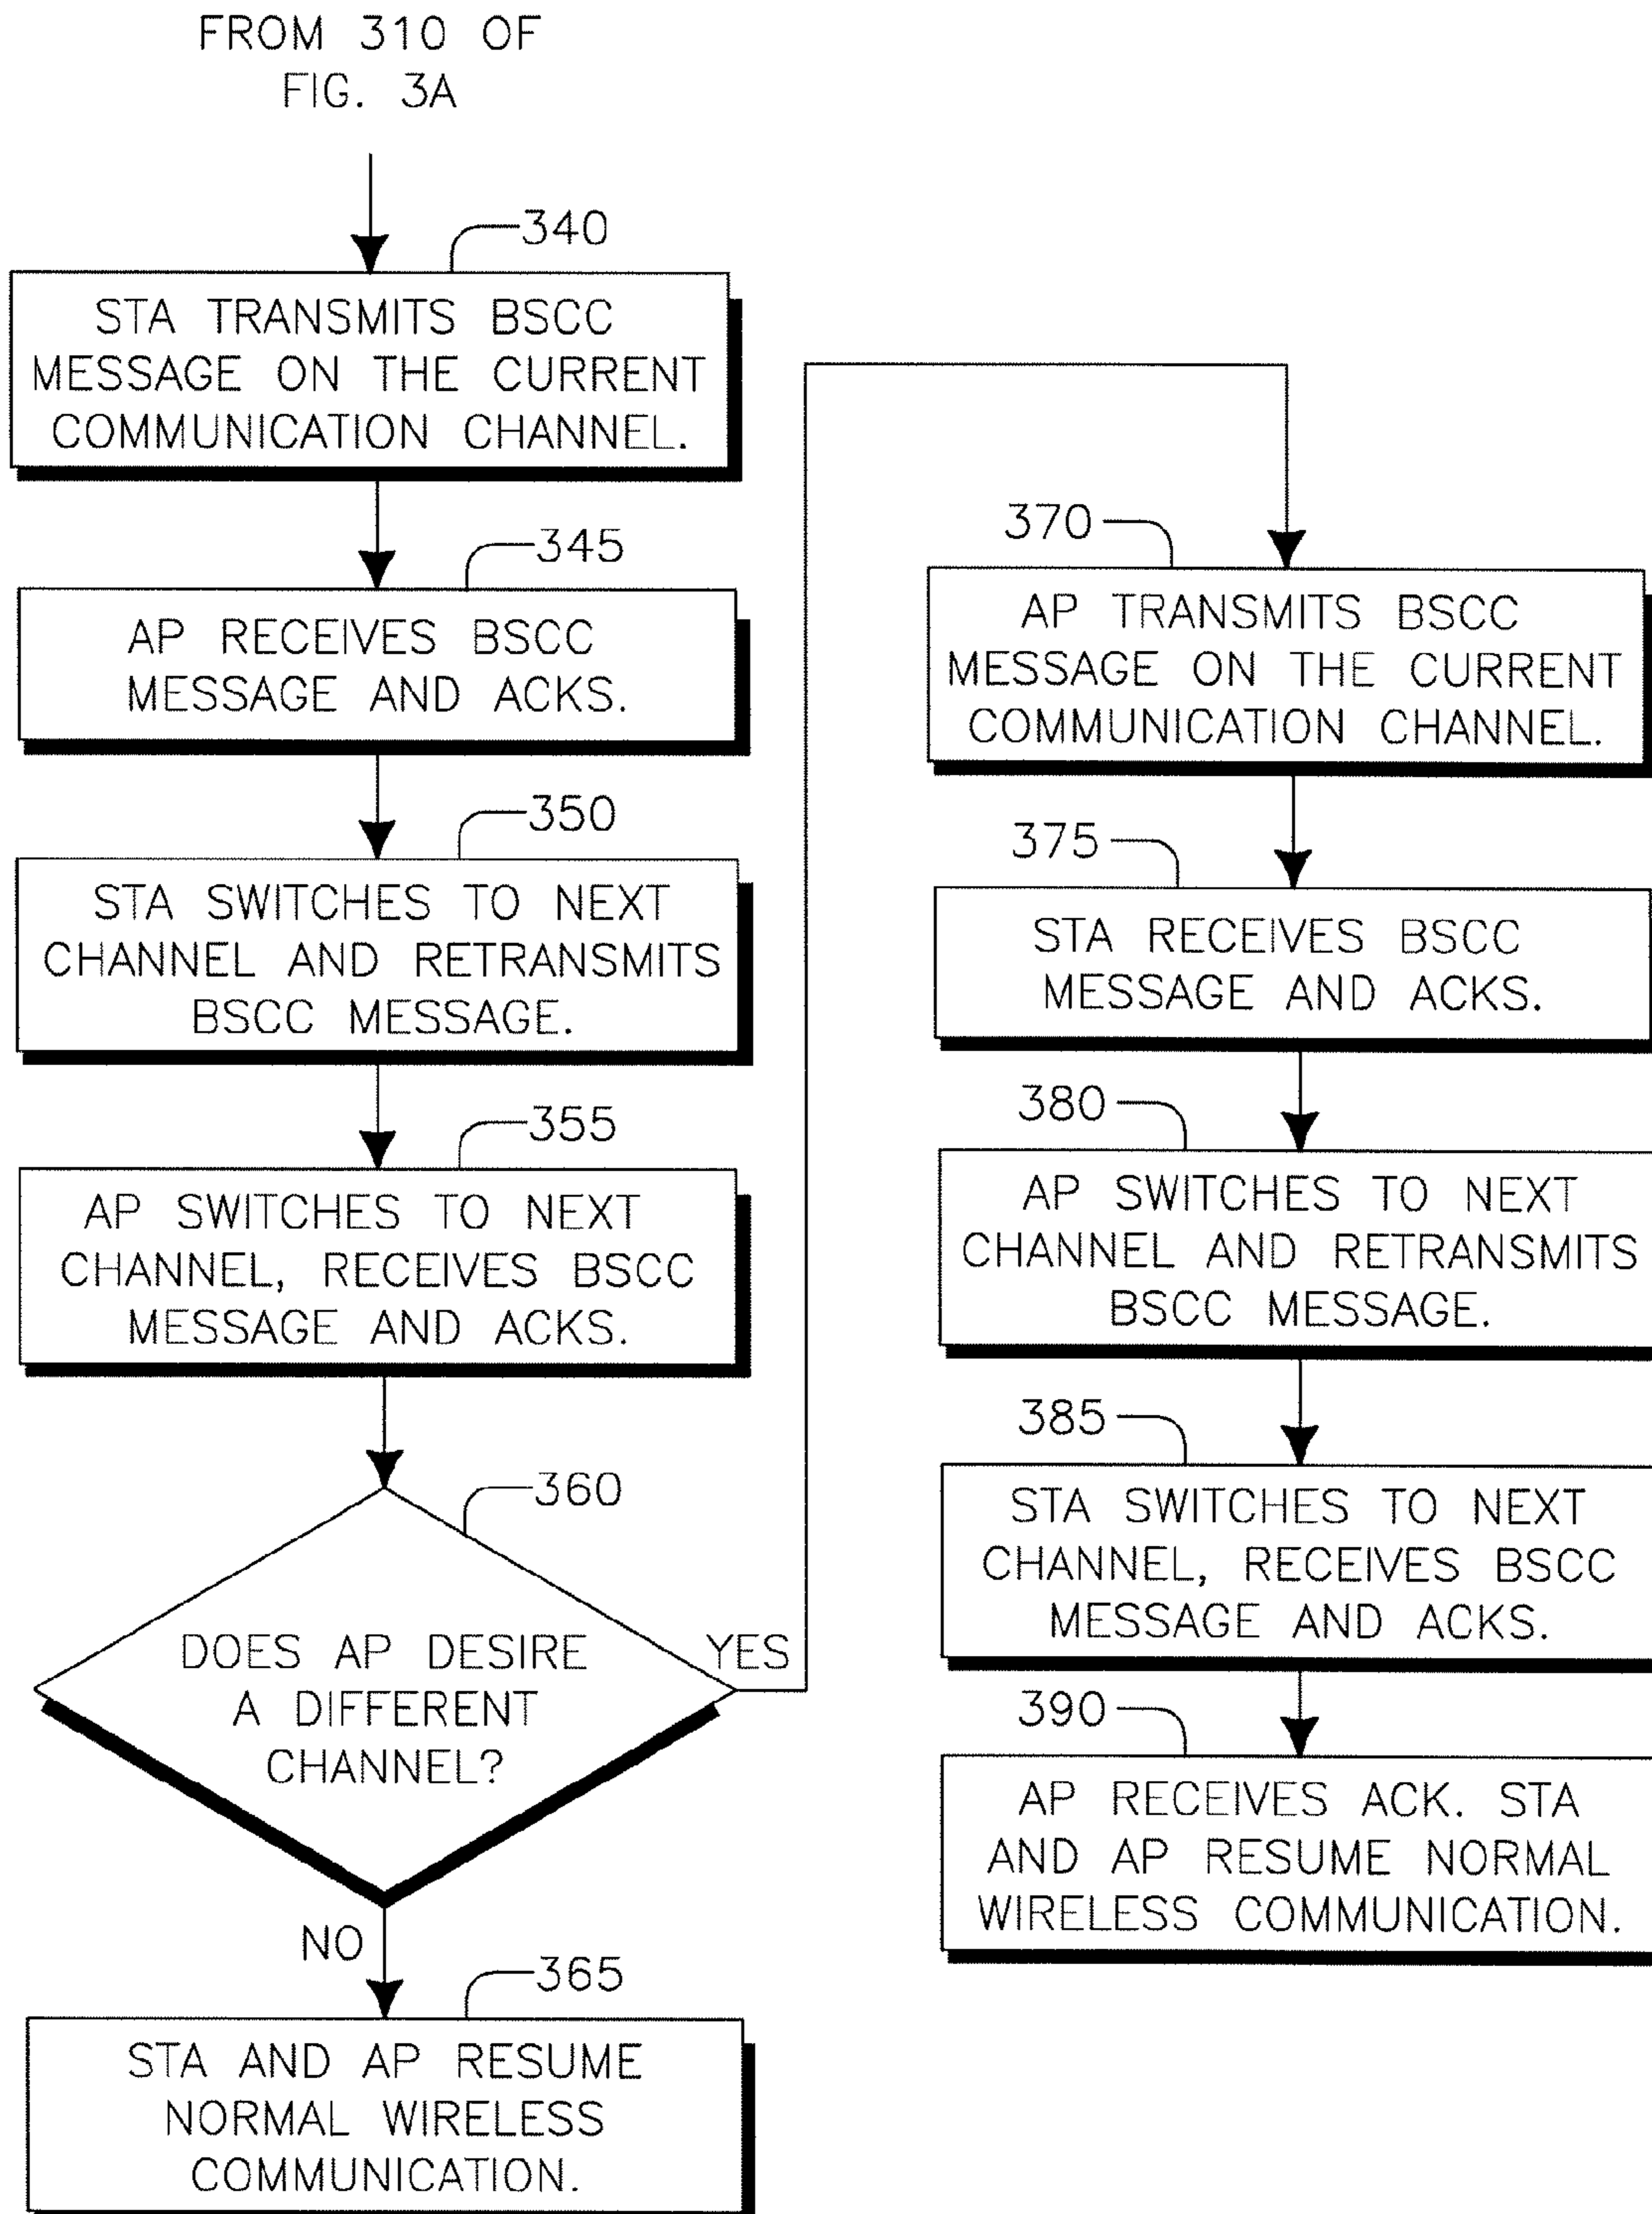 FROM 310 OF
FIG. 3A
340
STA TRANSMITS BSCC
MESSAGE ON THE CURRENT
COMMUNICATION CHANNEL.
345
AP RECEIVES BSCC
MESSAGE AND ACKS.
350
STA SWITCHES TO NEXT
CHANNEL AND RETRANSMITS
BSCC MESSAGE.
355
AP SWITCHES TO NEXT
CHANNEL, RECEIVES BSCC
MESSAGE AND ACKS.
360
DOES AP DESIRE
A DIFFERENT
CHANNEL?
YES
NO
365
STA AND AP RESUME
NORMAL WIRELESS
COMMUNICATION.
370
AP TRANSMITS BSCC
MESSAGE ON THE CURRENT
COMMUNICATION CHANNEL.
375
STA RECEIVES BSCC
MESSAGE AND ACKS.
380
AP SWITCHES TO NEXT
CHANNEL AND RETRANSMITS
BSCC MESSAGE.
385
STA SWITCHES TO NEXT
CHANNEL, RECEIVES BSCC
MESSAGE AND ACKS.
390
AP RECEIVES ACK. STA
AND AP RESUME NORMAL
WIRELESS COMMUNICATION.